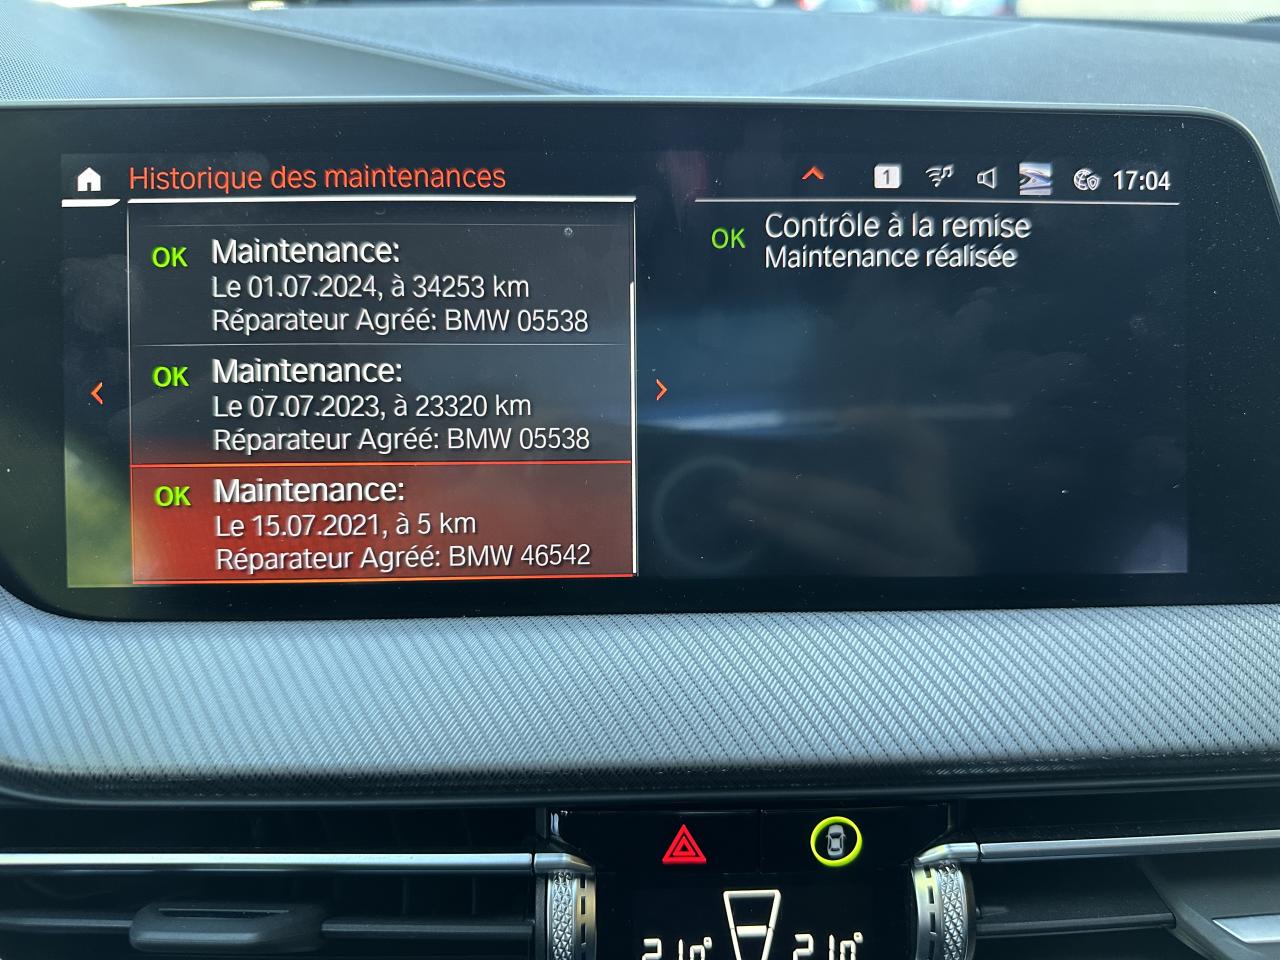 Historique des maintenances
1
17:04
OK Maintenance:
Le 01.07.2024, à 34253 km
Réparateur Agréé: BMW 05538
OK Maintenance:
Le 07.07.2023, à 23320 km
Réparateur Agréé: BMW 05538
OK Maintenance:
Le 15.07.2021, à 5 km
Réparateur Agréé: BMW 46542
OK Contrôle à la remise
Maintenance réalisée